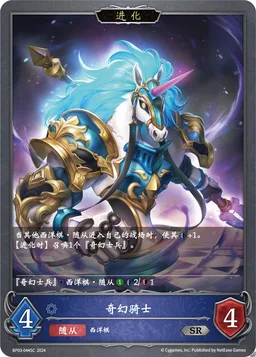 进化
当其他西洋棋·随从进入自己的战场时，使其 +1。
【进化时】召唤1个『奇幻士兵』。
『奇幻士兵』：西洋棋·随从 1 2/ 1
4
奇幻骑士
4
随从 西洋棋
SR
BP03-044SC 2024
© Cygames, Inc. Published by NetEase Games